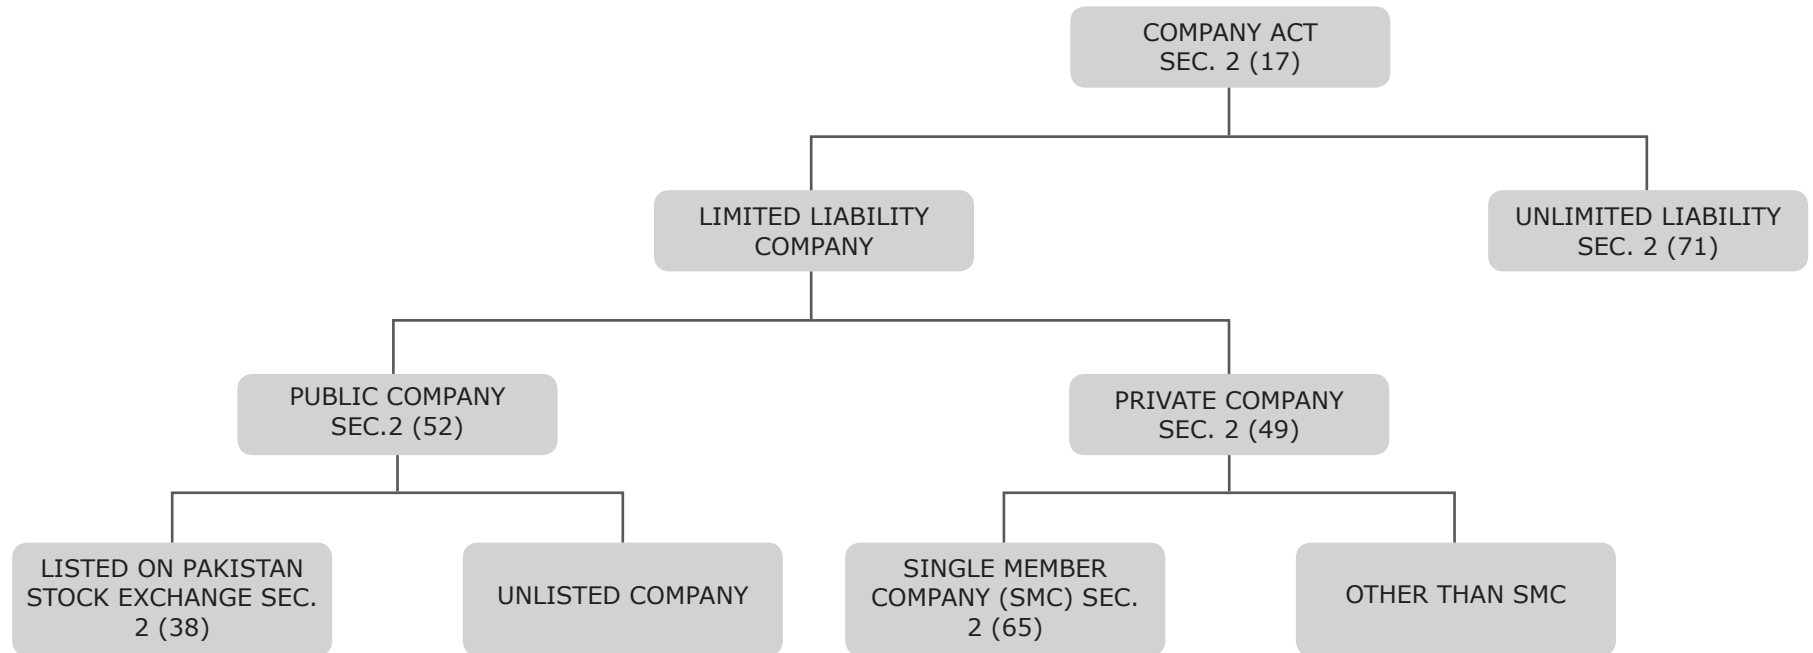 COMPANY ACT
SEC. 2 (17)
LIMITED LIABILITY
COMPANY
UNLIMITED LIABILITY
SEC. 2 (71)
PUBLIC COMPANY
SEC.2 (52)
PRIVATE COMPANY
SEC. 2 (49)
LISTED ON PAKISTAN
STOCK EXCHANGE SEC.
2 (38)
UNLISTED COMPANY
SINGLE MEMBER
COMPANY (SMC) SEC.
2 (65)
OTHER THAN SMC